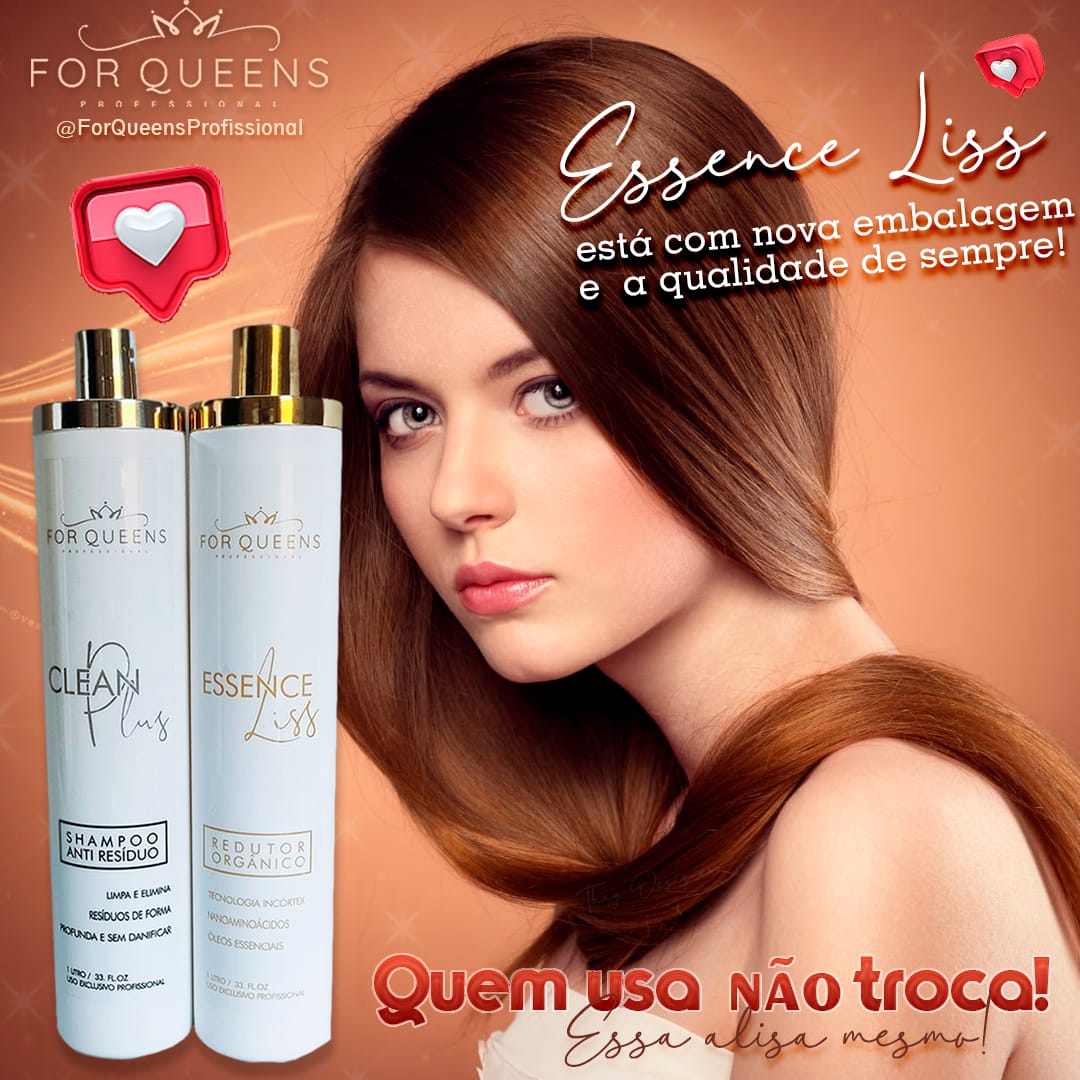 FOR QUEENS
PROFESSIONAL
@ForQueensProfissional
Essence Liss
está com nova embalagem
e a qualidade de sempre!
FOR QUEENS
PROFESSIONAL
CLEAN
Plus
SHAMPOO
ANTI RESÍDUO
LIMPA E ELIMINA
RESÍDUOS DE FORMA
PROFUNDA E SEM DANIFICAR
1 LITRO / 33. FL.OZ
USO EXCLUSIVO PROFISSIONAL
FOR QUEENS
PROFESSIONAL
ESSENCE
Liss
REDUTOR
ORGÂNICO
TECNOLOGIA INCÓRTEX
NANOAMINOÁCIDOS
ÓLEOS ESSENCIAIS
1 LITRO / 33. FL.OZ
USO EXCLUSIVO PROFISSIONAL
Quem usa NÃO troca!
Essa alisa mesmo!